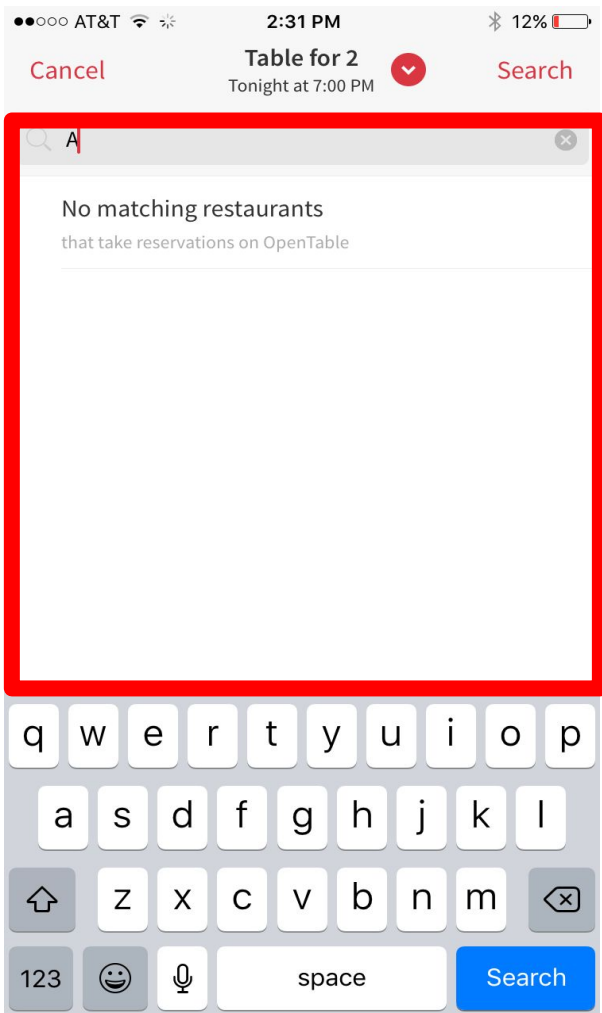 AT&T 2:31 PM 12%
Cancel Table for 2 Search
Tonight at 7:00 PM
A
No matching restaurants
that take reservations on OpenTable
q w e r t y u i o p
a s d f g h j k l
z x c v b n m
123 space Search